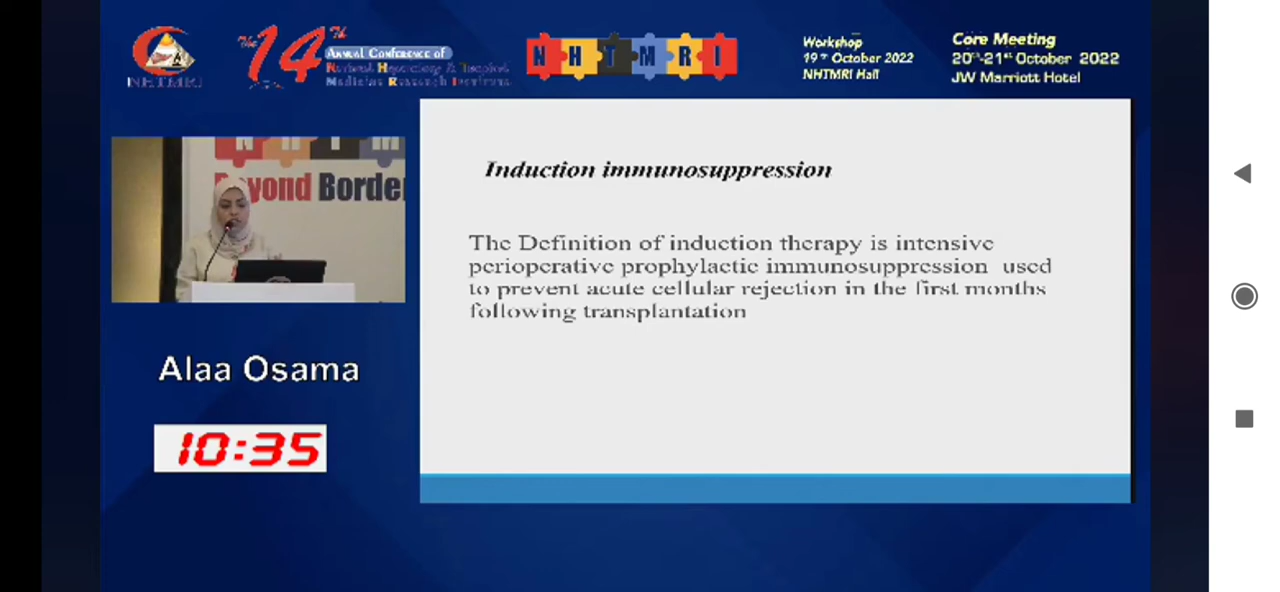 NHTMRI
The 14Th
Annual Conference of
National Hepatology & Tropical
Medicine Research Institute
N H T M R I
Workshop
19th October 2022
NHTMRI Hall
Core Meeting
20th-21st October 2022
JW Marriott Hotel
N H T M
Beyond Border
Induction immunosuppression
The Definition of induction therapy is intensive
perioperative prophylactic immunosuppression used
to prevent acute cellular rejection in the first months
following transplantation
Alaa Osama
10:35